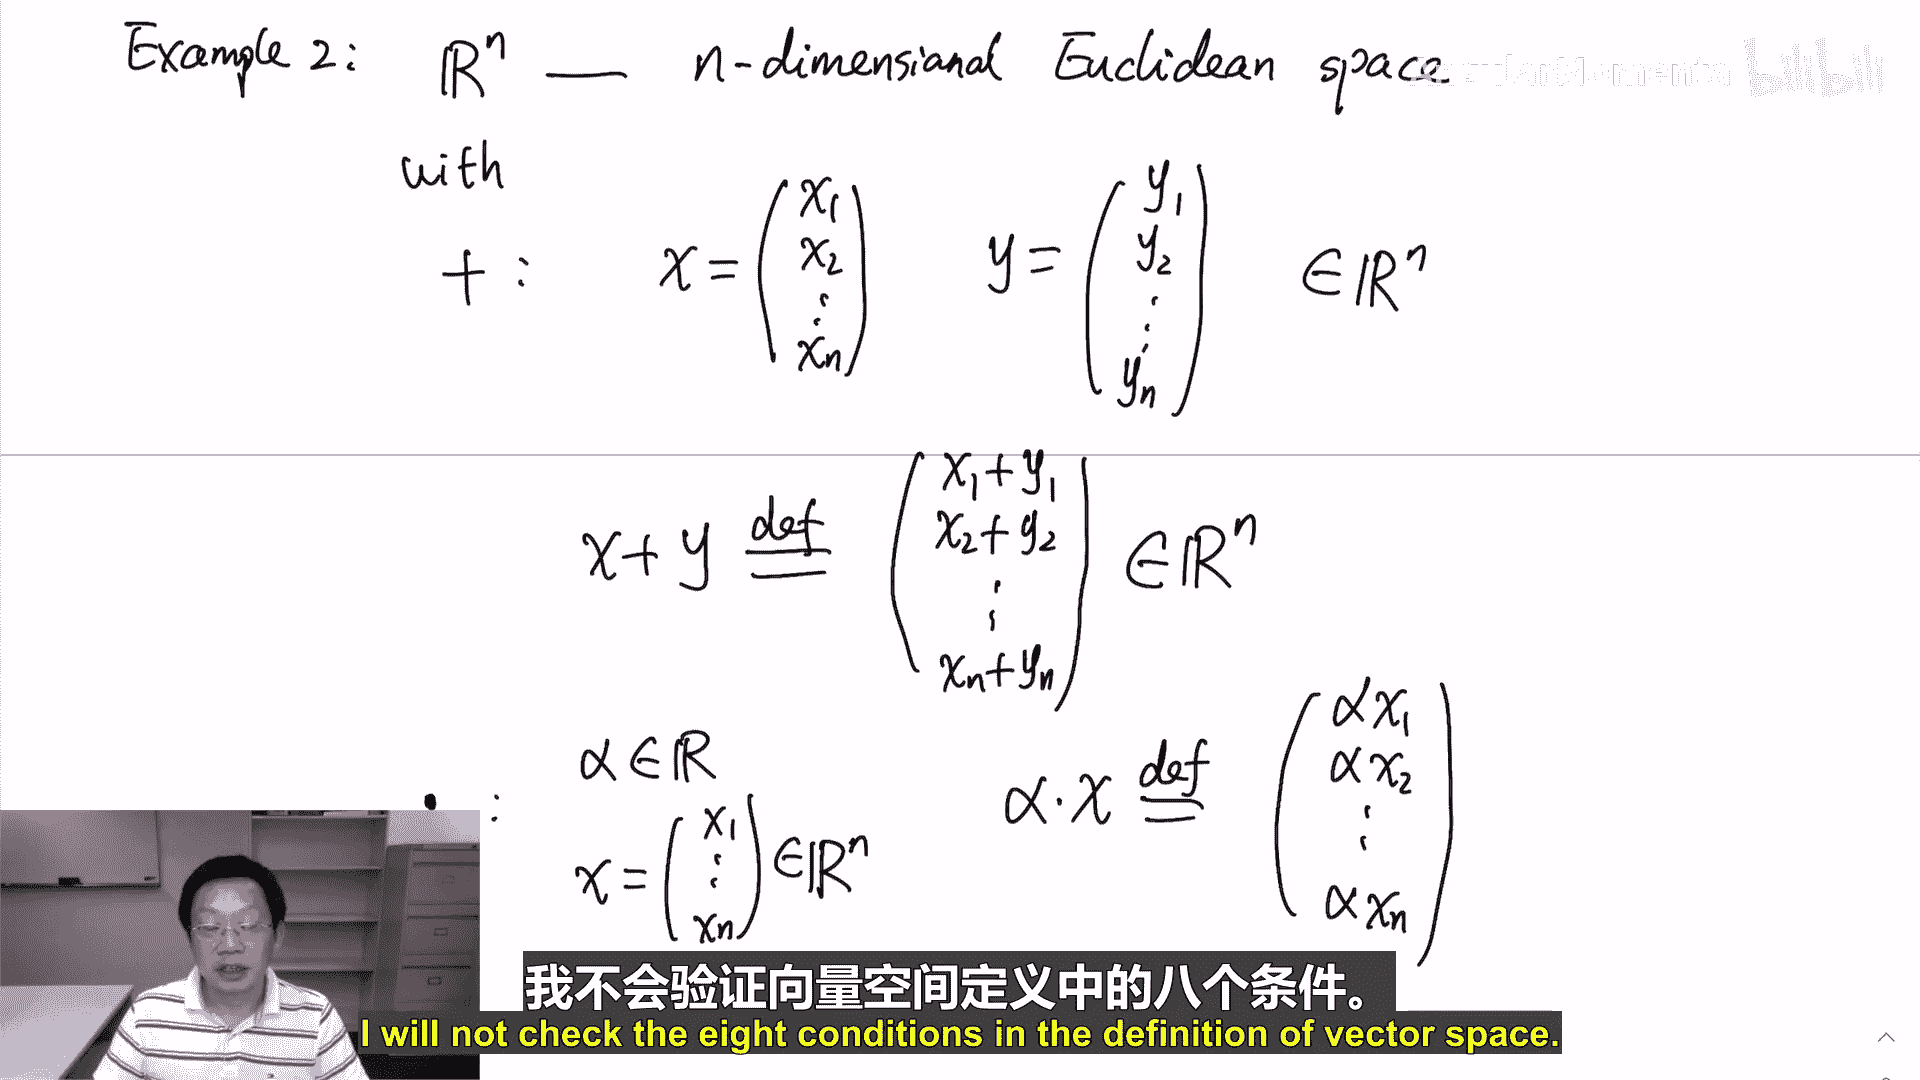 Example 2: ℝⁿ — n-dimensianal Euclidean space.
bilibili
with
+ : x = (x₁ x₂ ⋮ xₙ) y = (y₁ y₂ ⋮ yₙ) ∈ ℝⁿ
x + y def= (x₁+y₁ x₂+y₂ ⋮ xₙ+yₙ) ∈ ℝⁿ
α ∈ ℝ
• : x = (x₁ ⋮ xₙ) ∈ ℝⁿ α·x def= (αx₁ αx₂ ⋮ αxₙ)
我不会验证向量空间定义中的八个条件。
I will not check the eight conditions in the definition of vector space.